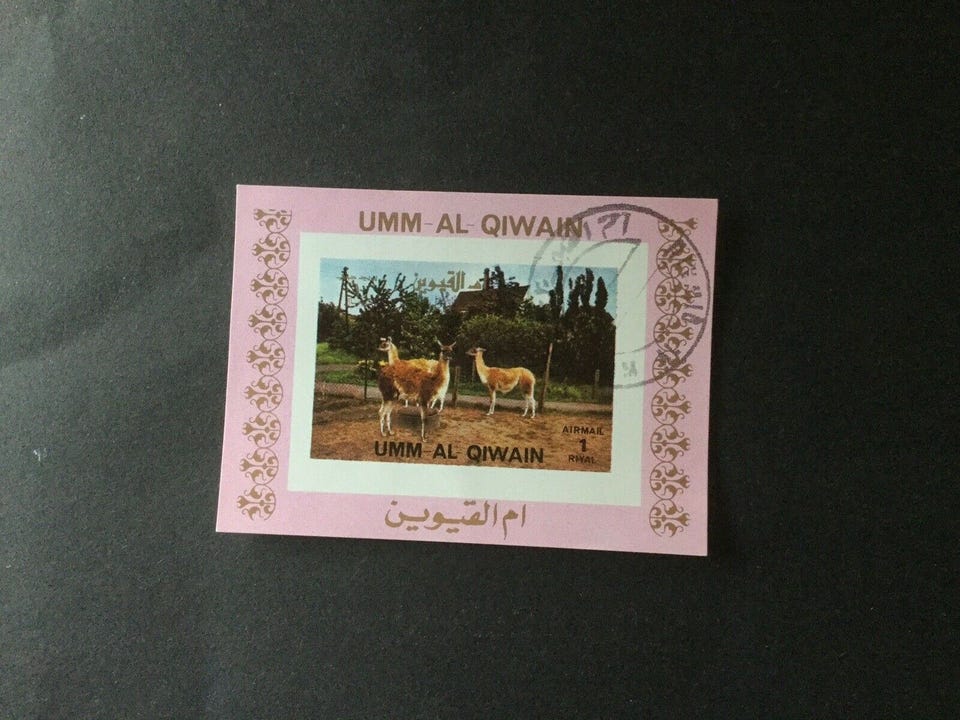 UMM-AL-QIWAIN
ام القيوين
UMM-AL QIWAIN
AIRMAIL
1
RIYAL
ام القيوين